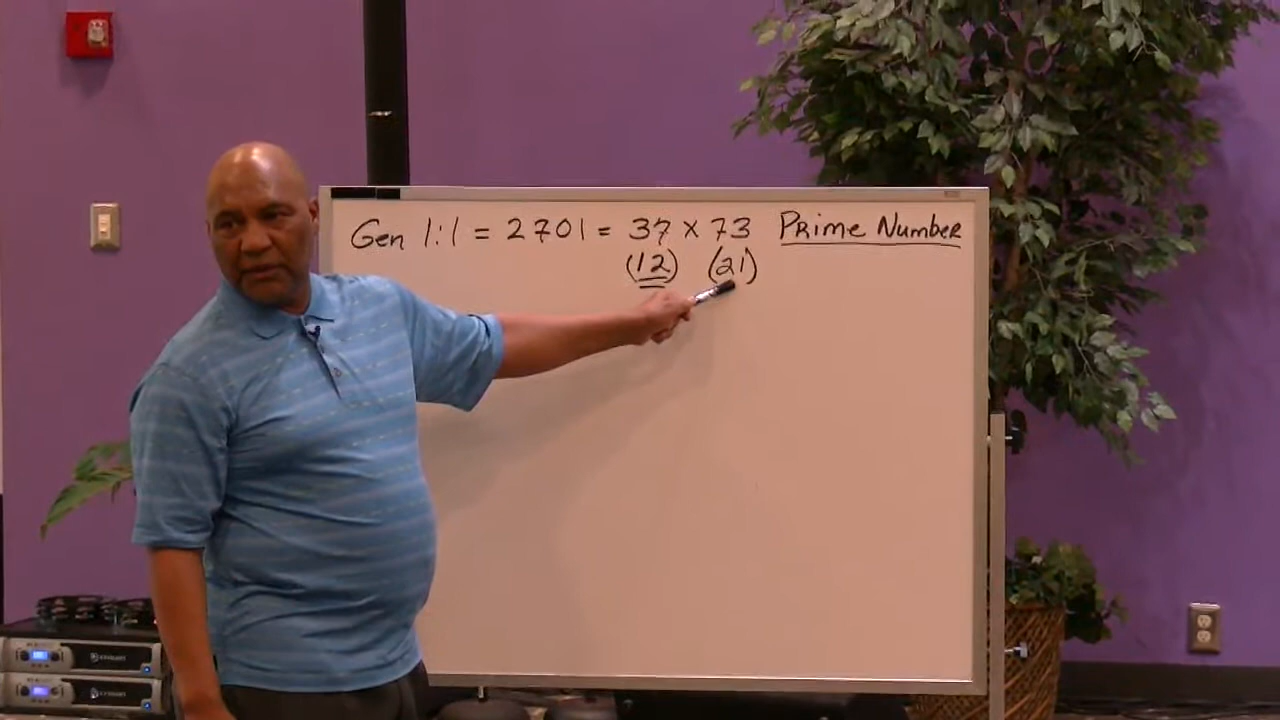 Gen 1:1 = 2701 = 37 x 73 Prime Number
(12) (21)